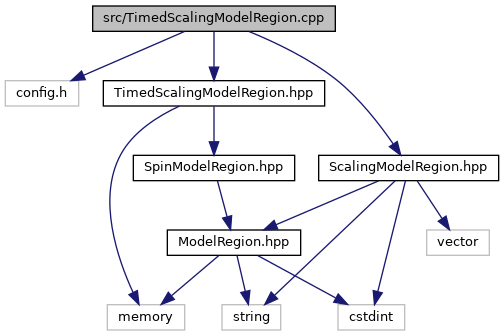 src/TimedScalingModelRegion.cpp
config.h
TimedScalingModelRegion.hpp
SpinModelRegion.hpp
ScalingModelRegion.hpp
ModelRegion.hpp
vector
memory
string
cstdint